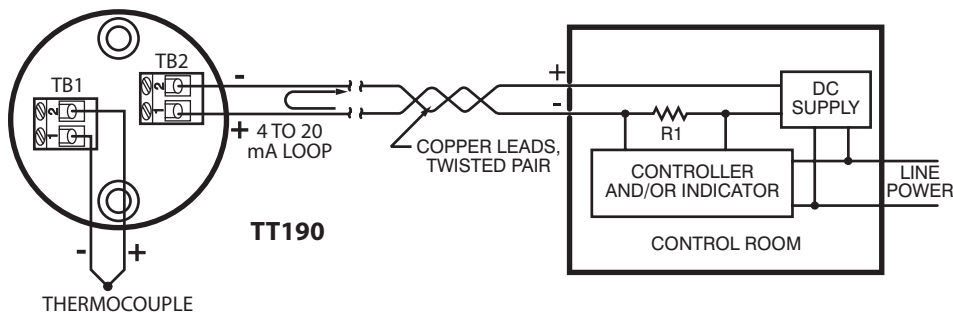 TB1
2
1
TB2
2
1
-
+
4 TO 20
mA LOOP
COPPER LEADS,
TWISTED PAIR
+
-
R1
DC
SUPPLY
CONTROLLER
AND/OR INDICATOR
LINE
POWER
CONTROL ROOM
TT190
-
+
THERMOCOUPLE